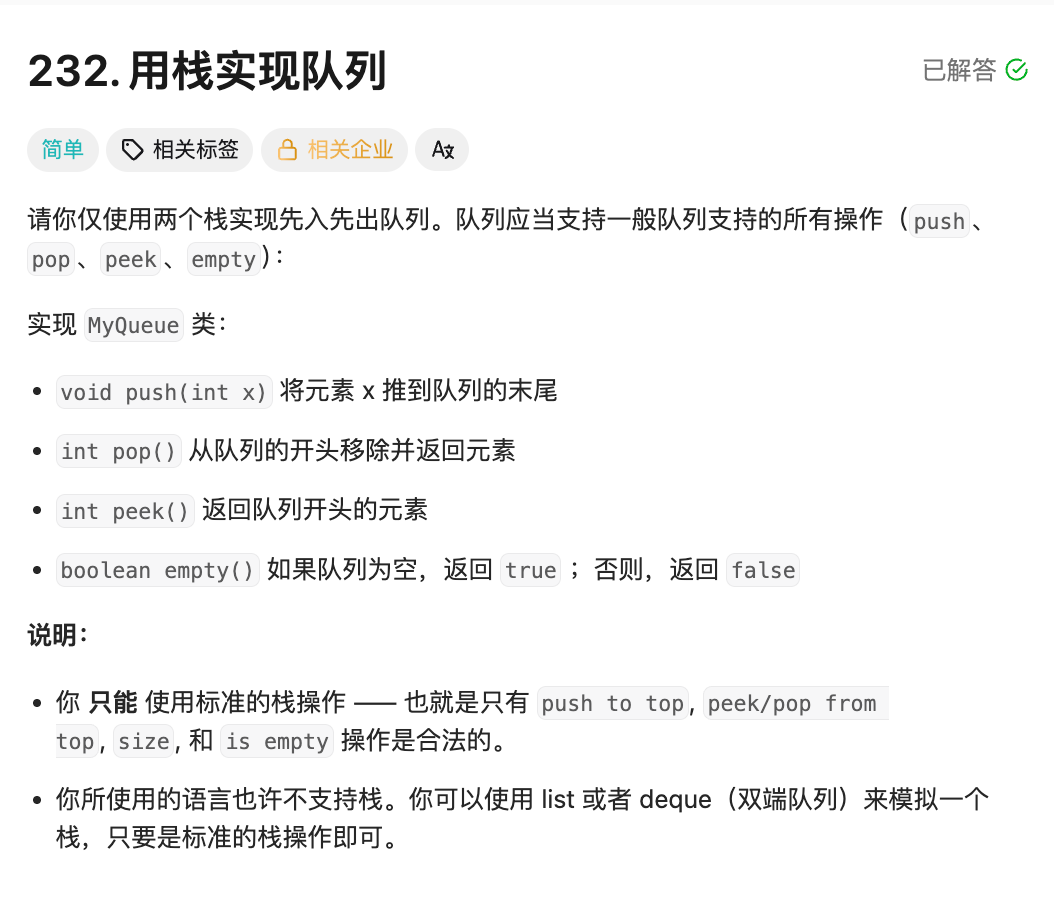 232. 用栈实现队列
已解答
简单 相关标签 相关企业
请你仅使用两个栈实现先入先出队列。队列应当支持一般队列支持的所有操作（push、
pop、peek、empty）：
实现 MyQueue 类：
• void push(int x) 将元素 x 推到队列的末尾
• int pop() 从队列的开头移除并返回元素
• int peek() 返回队列开头的元素
• boolean empty() 如果队列为空，返回 true ；否则，返回 false
说明：
• 你 只能 使用标准的栈操作 —— 也就是只有 push to top, peek/pop from
top, size, 和 is empty 操作是合法的。
• 你所使用的语言也许不支持栈。你可以使用 list 或者 deque（双端队列）来模拟一个
栈，只要是标准的栈操作即可。